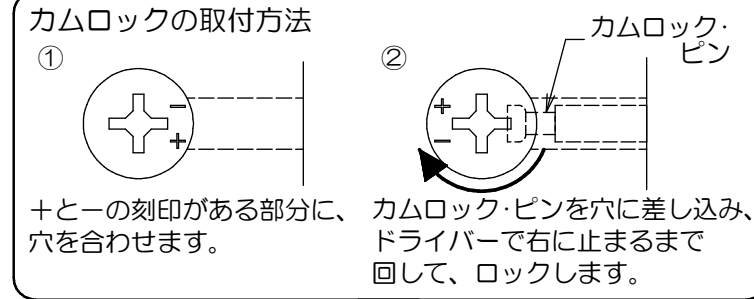 カムロックの取付方法
①
－
＋
＋とーの刻印がある部分に、
穴を合わせます。
②
カムロック・
ピン
＋
－
カムロック・ピンを穴に差し込み、
ドライバーで右に止まるまで
回して、ロックします。